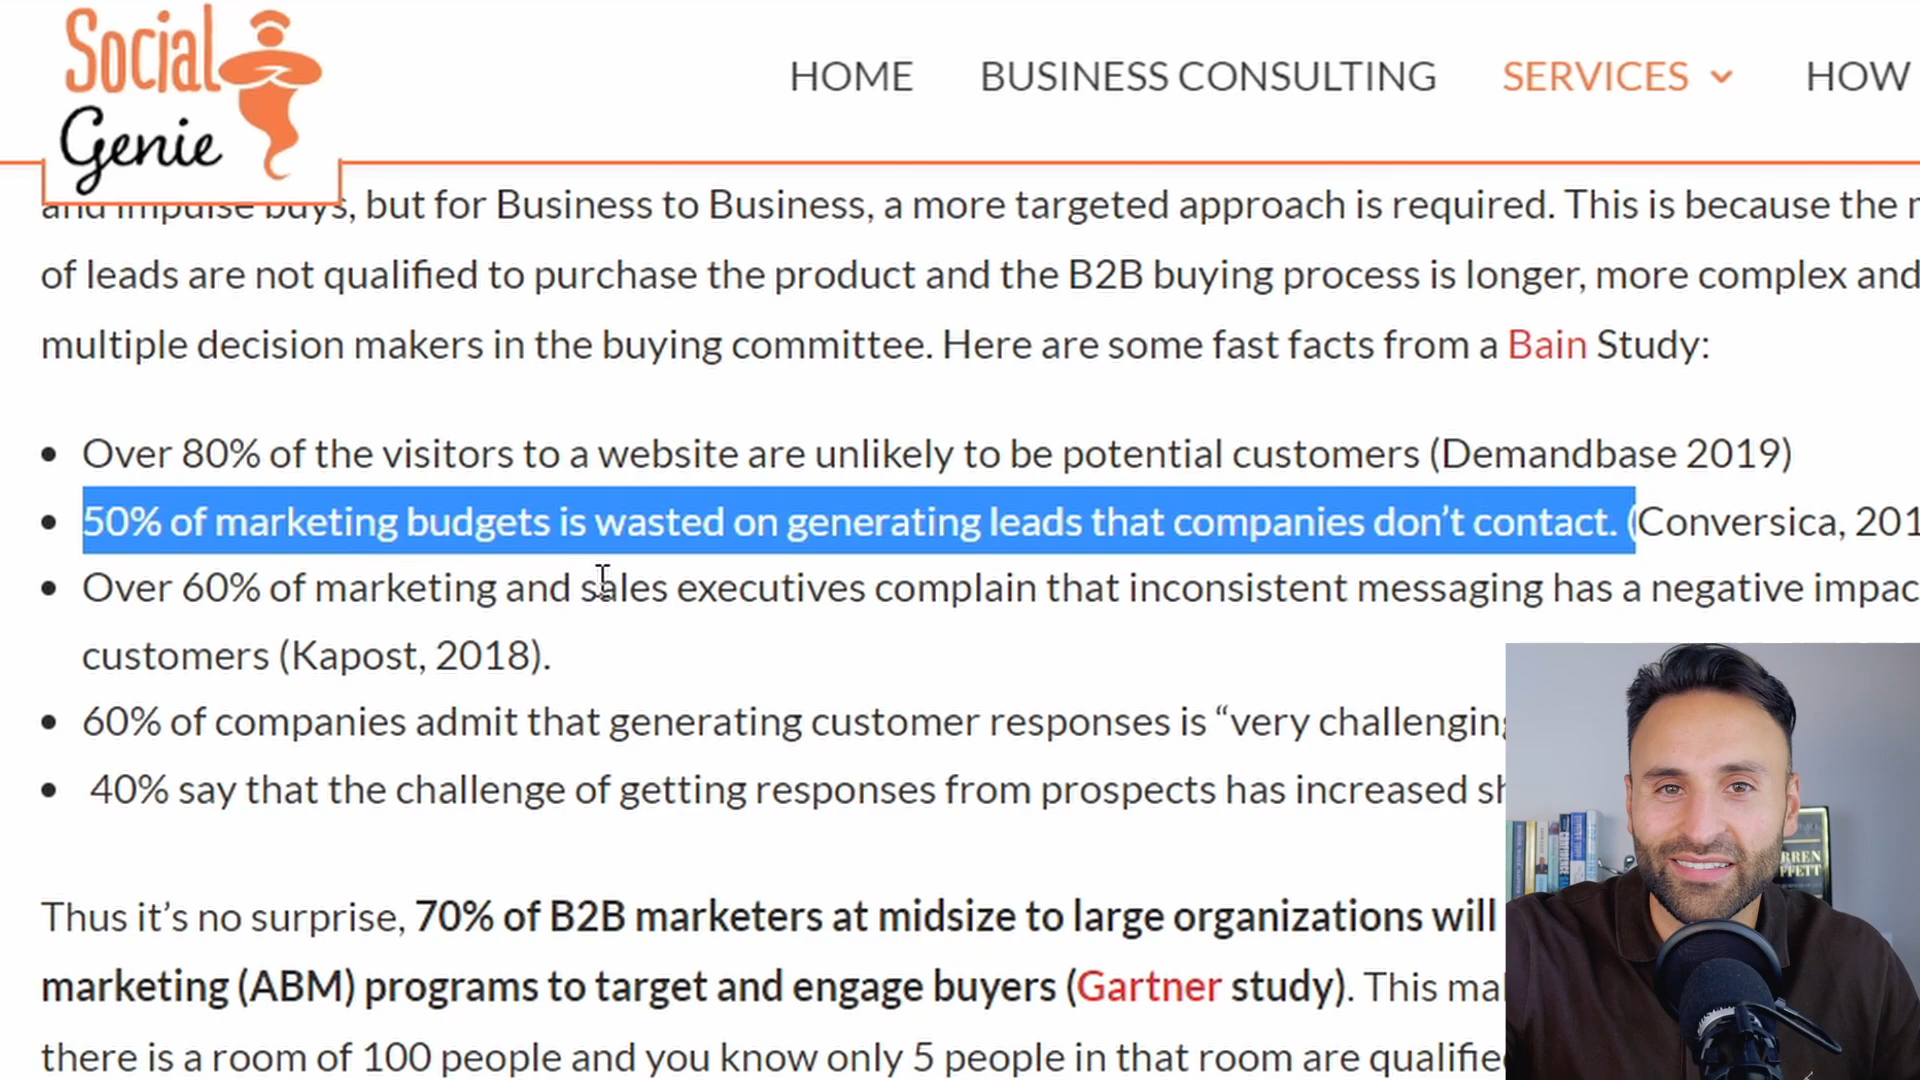 Social
Genie
HOME BUSINESS CONSULTING SERVICES HOW
and impulse buys, but for Business to Business, a more targeted approach is required. This is because the
of leads are not qualified to purchase the product and the B2B buying process is longer, more complex and
multiple decision makers in the buying committee. Here are some fast facts from a Bain Study:
• Over 80% of the visitors to a website are unlikely to be potential customers (Demandbase 2019)
• 50% of marketing budgets is wasted on generating leads that companies don’t contact. (Conversica, 201
• Over 60% of marketing and sales executives complain that inconsistent messaging has a negative impac
customers (Kapost, 2018).
• 60% of companies admit that generating customer responses is “very challenging
• 40% say that the challenge of getting responses from prospects has increased sh
Thus it’s no surprise, 70% of B2B marketers at midsize to large organizations will
marketing (ABM) programs to target and engage buyers (Gartner study). This ma
there is a room of 100 people and you know only 5 people in that room are qualifie
RREN
FFETT